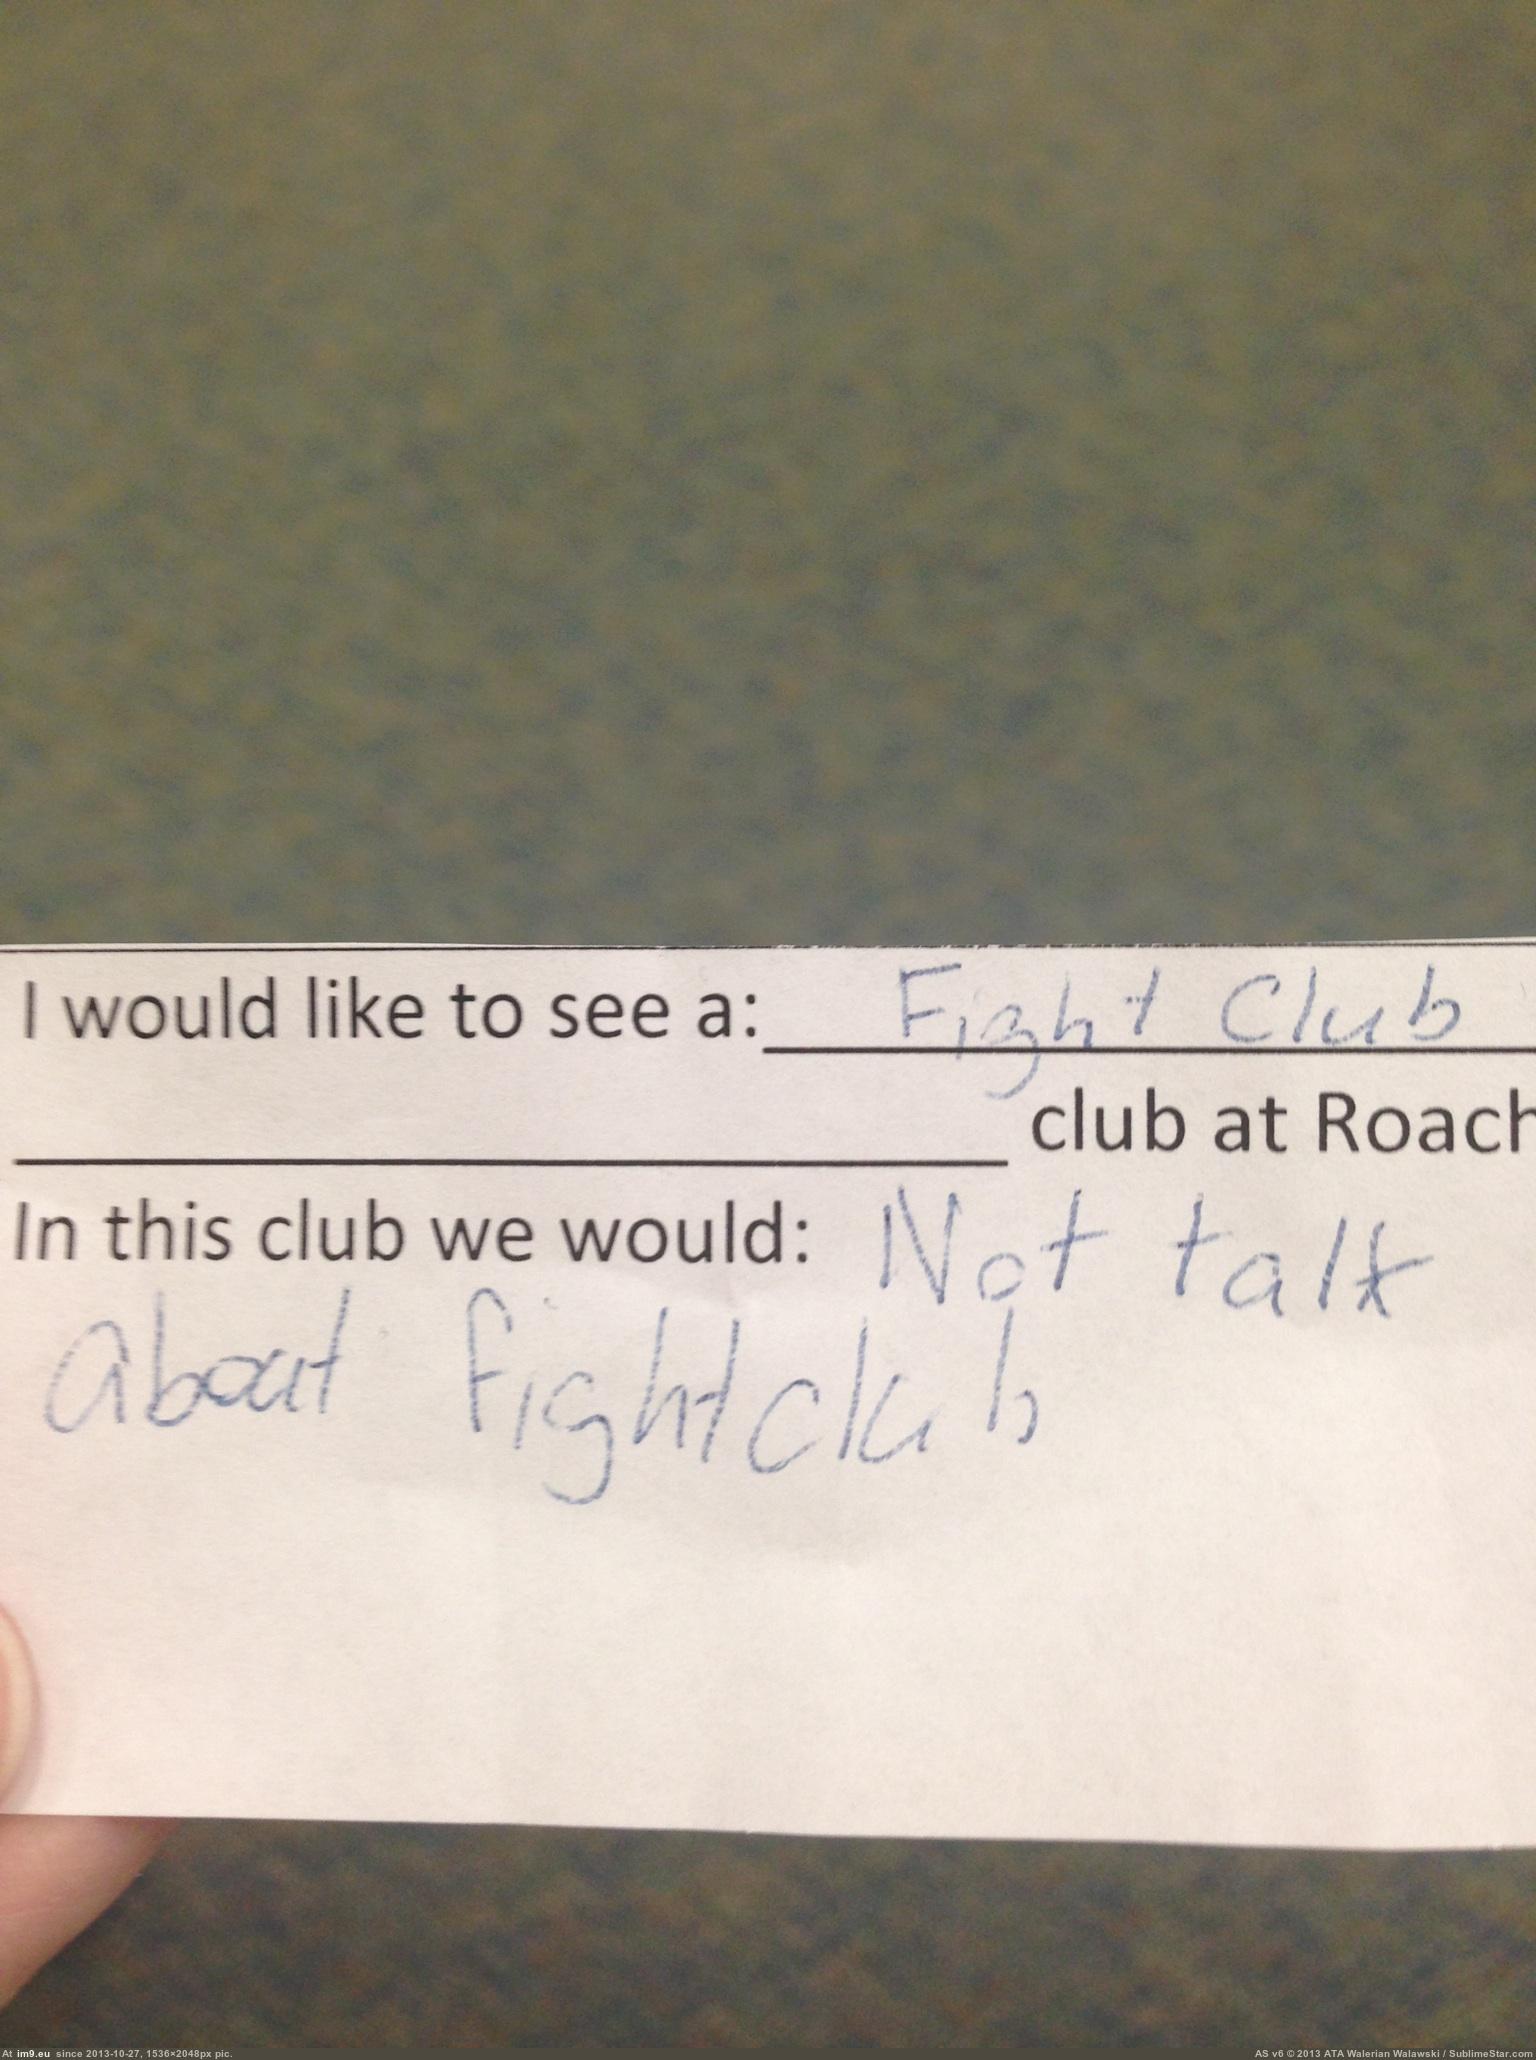 I would like to see a: Fight Club
club at Roach
In this club we would: Not talk
about fightclub
At im9.eu since 2013-10-27, 1536×2048px pic.
AS v6 © 2013 ATA Walerian Walawski / SublimeStar.com